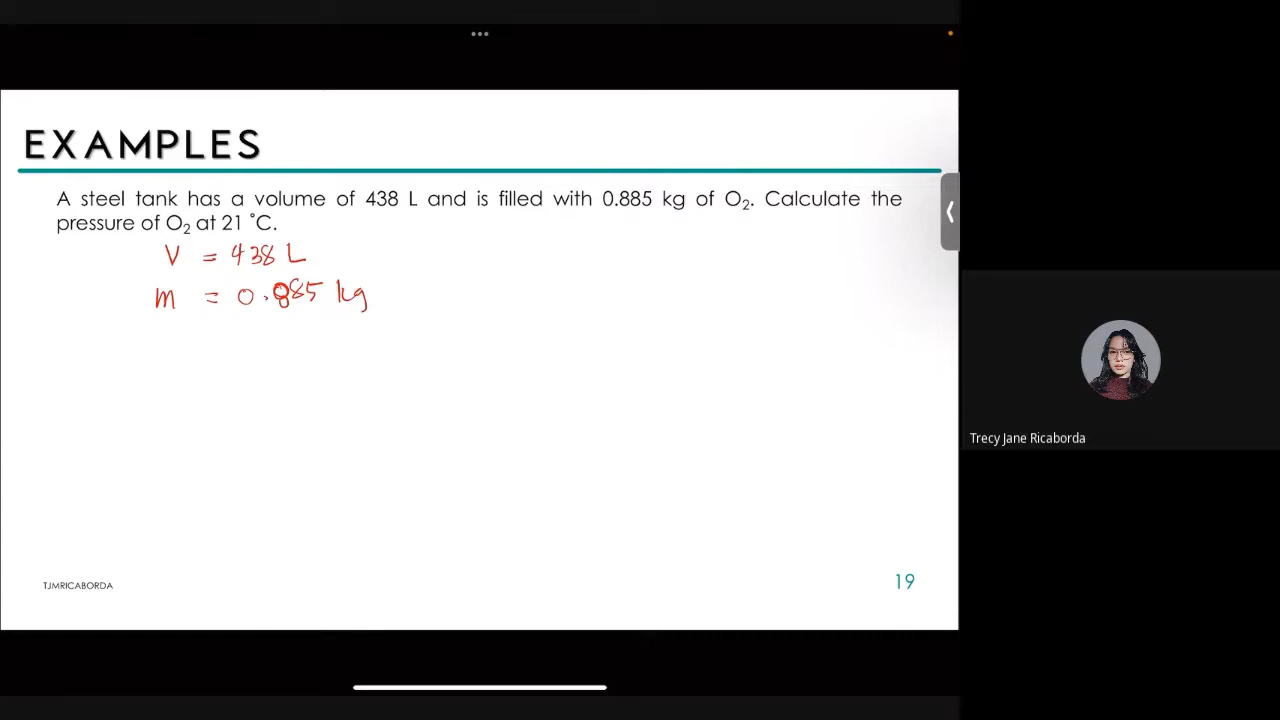 EXAMPLES
A steel tank has a volume of 438 L and is filled with 0.885 kg of O₂. Calculate the
pressure of O₂ at 21 ˚C.
V = 438 L
m = 0.885 kg
Trecy Jane Ricaborda
TJMRICABORDA
19